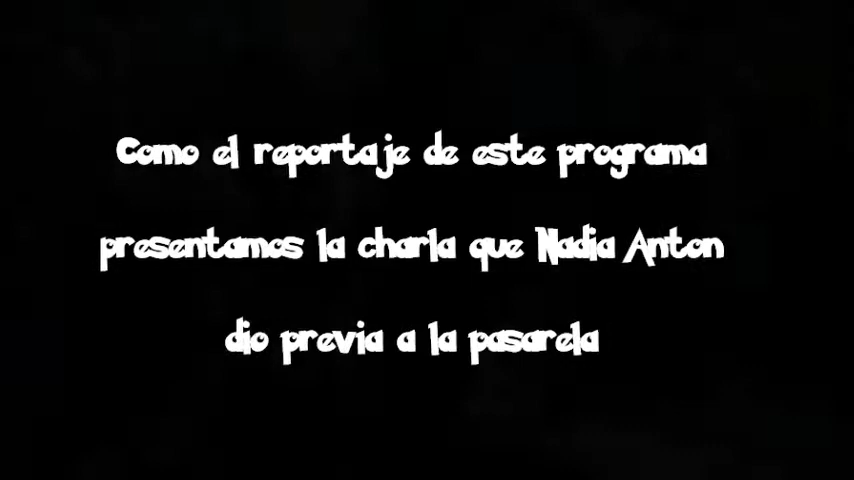 Como el reportaje de este programa
presentamos la charla que Nadia Anton
dio previa a la pasarela